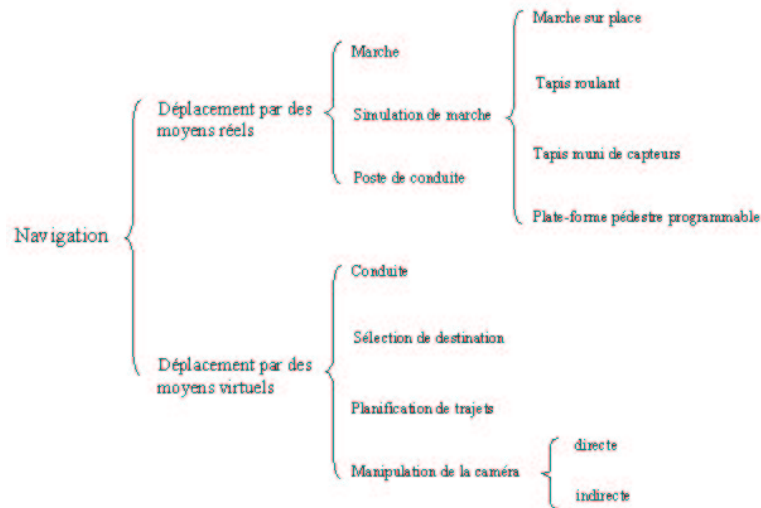 Navigation
Déplacement par des
moyens réels
Marche
Simulation de marche
Marche sur place
Tapis roulant
Tapis muni de capteurs
Plate-forme pédestre programmable
Poste de conduite
Déplacement par des
moyens virtuels
Conduite
Sélection de destination
Planification de trajets
Manipulation de la caméra
directe
indirecte